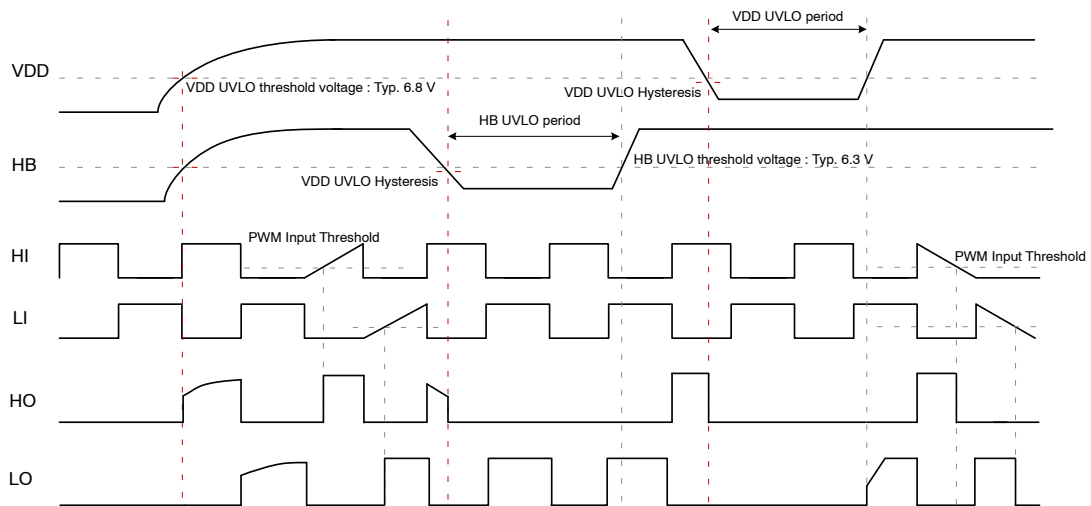 VDD UVLO period
VDD
VDD UVLO threshold voltage : Typ. 6.8 V
VDD UVLO Hysteresis
HB UVLO period
HB
HB UVLO threshold voltage : Typ. 6.3 V
VDD UVLO Hysteresis
PWM Input Threshold
HI
PWM Input Threshold
LI
HO
LO